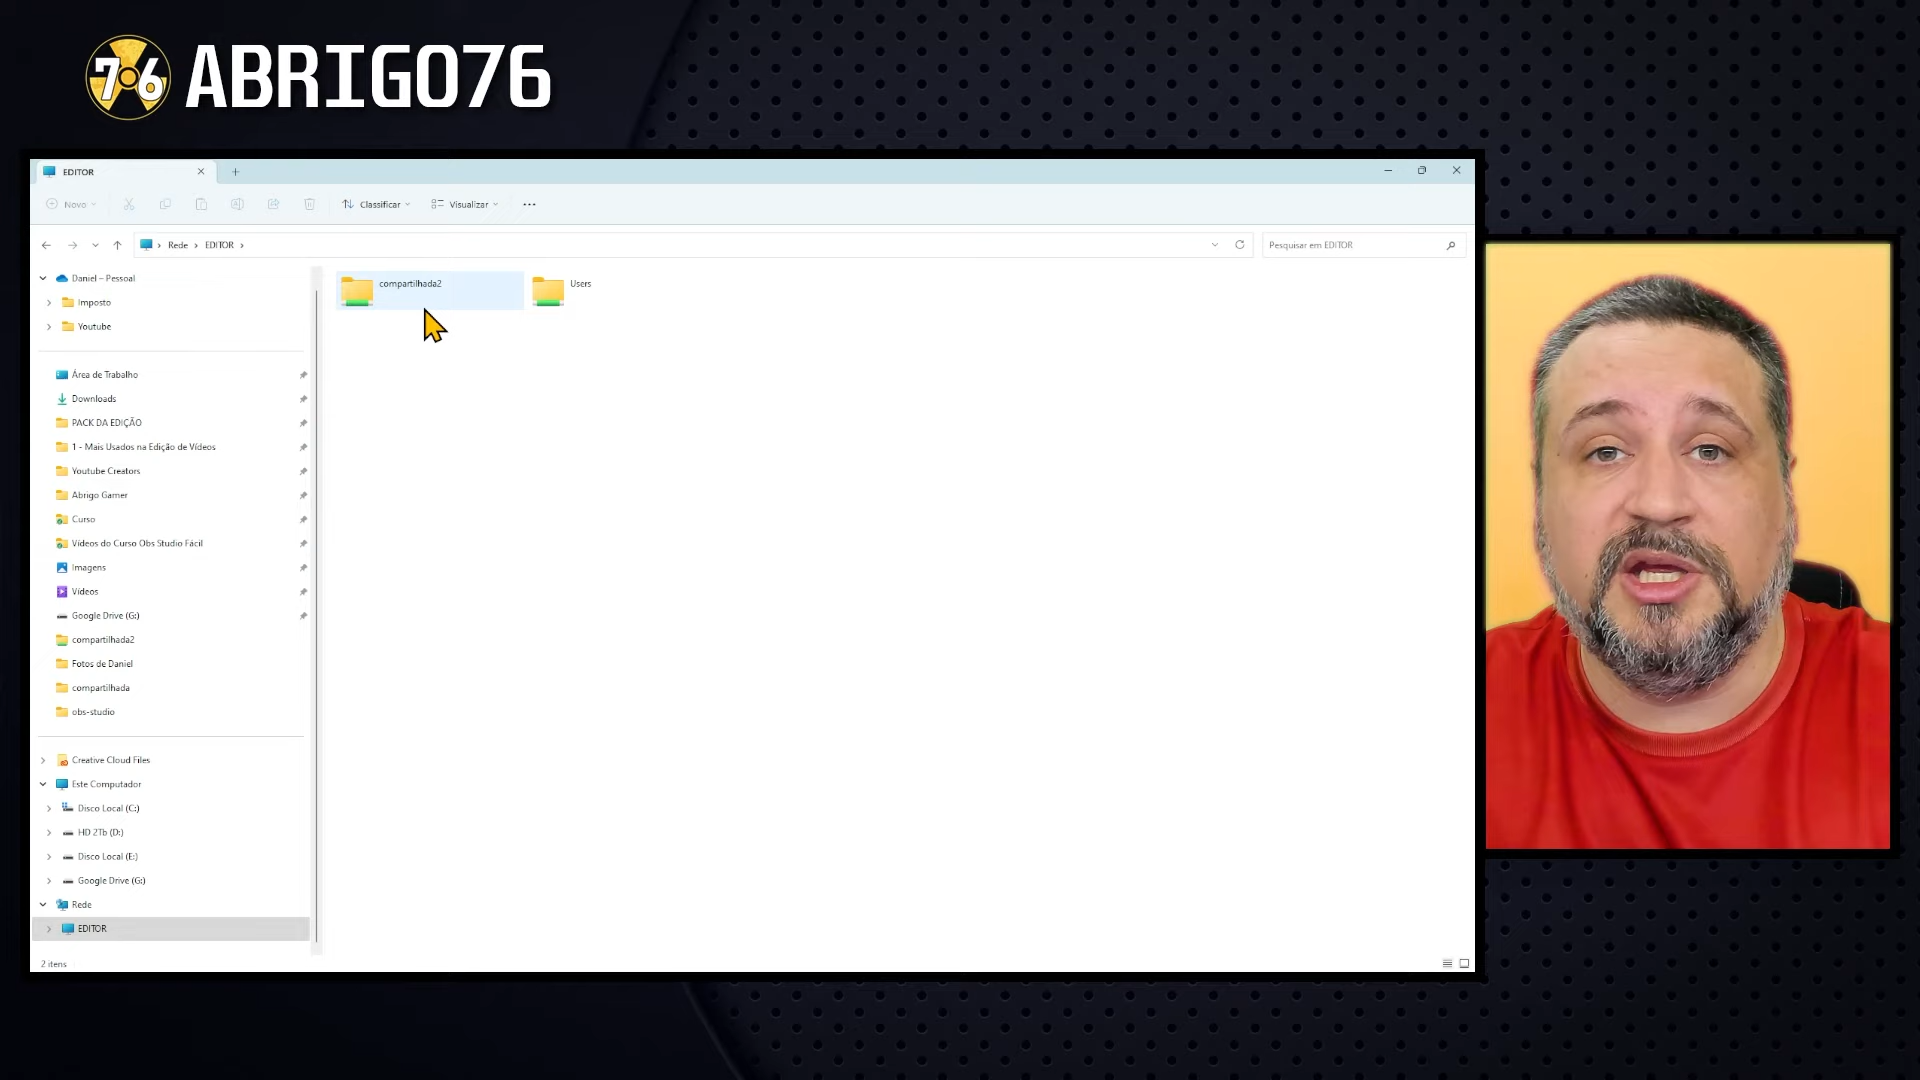 76 ABRIGO76
EDITOR
Novo
Classificar
Visualizar
Rede
EDITOR
Pesquisar em EDITOR
Daniel – Pessoal
Imposto
Youtube
Área de Trabalho
Downloads
PACK DA EDIÇÃO
1 - Mais Usados na Edição de Vídeos
Youtube Creators
Abrigo Gamer
Curso
Vídeos do Curso Obs Studio Fácil
Imagens
Vídeos
Google Drive (G:)
compartilhada2
Fotos de Daniel
compartilhada
obs-studio
Creative Cloud Files
Este Computador
Disco Local (C:)
HD 2Tb (D:)
Disco Local (E:)
Google Drive (G:)
Rede
EDITOR
compartilhada2
Users
2 itens